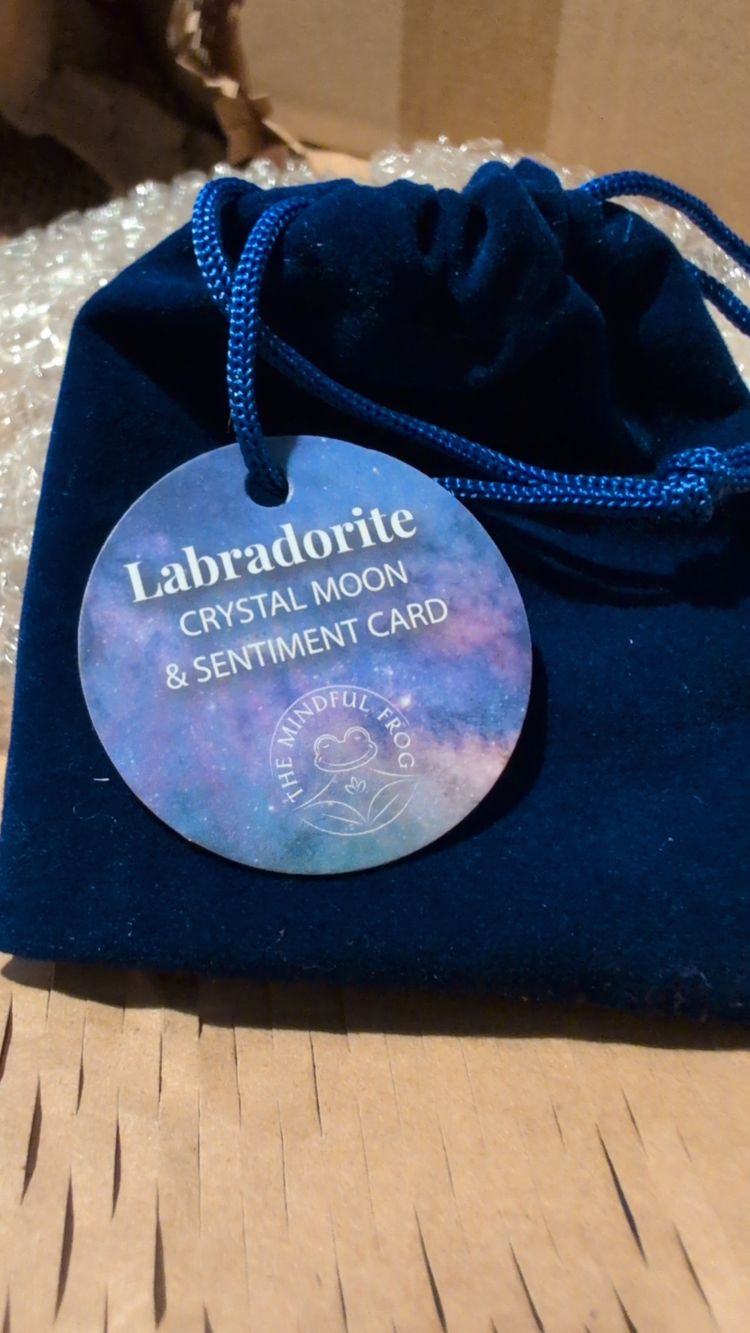 Labradorite
CRYSTAL MOON
& SENTIMENT CARD
THE MINDFUL FROG